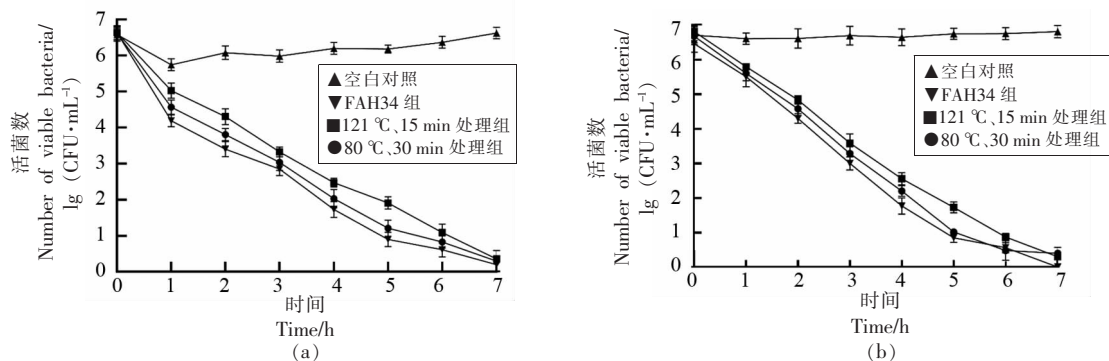 7
6
5
4
3
2
1
0
活菌数
Number of viable bacteria/
lg (CFU·mL⁻¹)
▲空白对照
▼FAH34 组
■121 ℃、15 min 处理组
●80 ℃、30 min 处理组
0 1 2 3 4 5 6 7
时间
Time/h
(a)
7
6
5
4
3
2
1
0
活菌数
Number of viable bacteria/
lg (CFU·mL⁻¹)
▲空白对照
▼FAH34 组
■121 ℃、15 min 处理组
●80 ℃、30 min 处理组
0 1 2 3 4 5 6 7
时间
Time/h
(b)